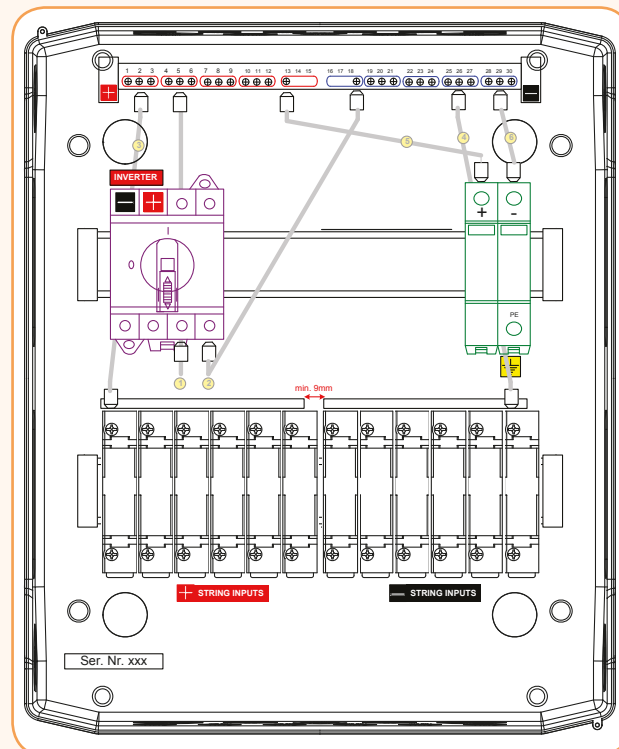 1 2 3 4 5 6 7 8 9 10 11 12 13 14 15 16 17 18 19 20 21 22 23 24 25 26 27 28 29 30
+ −
3
5
4
6
INVERTER
− +
+ -
I
0
PE
1
2
min. 9mm
+ STRING INPUTS
− STRING INPUTS
Ser. Nr. xxx